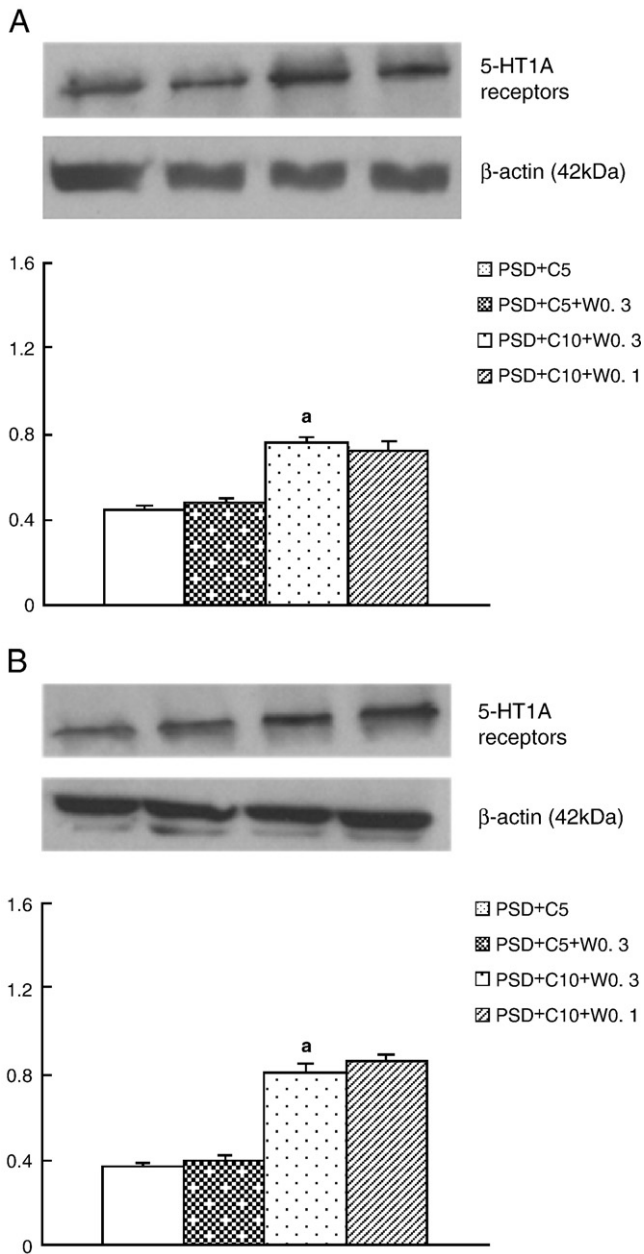 A
5-HT1A
receptors
β-actin (42kDa)
1.6
1.2
0.8
0.4
0
a
PSD+C5
PSD+C5+W0. 3
PSD+C10+W0. 3
PSD+C10+W0. 1
B
5-HT1A
receptors
β-actin (42kDa)
1.6
1.2
0.8
0.4
0
a
PSD+C5
PSD+C5+W0. 3
PSD+C10+W0. 3
PSD+C10+W0. 1